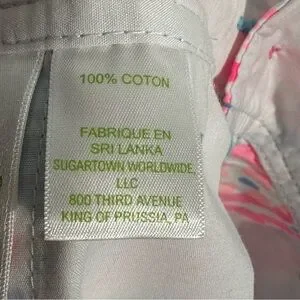 100% COTON
FABRIQUE EN
SRI LANKA
SUGARTOWN WORLDWIDE,
LLC
800 THIRD AVENUE
KING OF PRUSSIA, PA